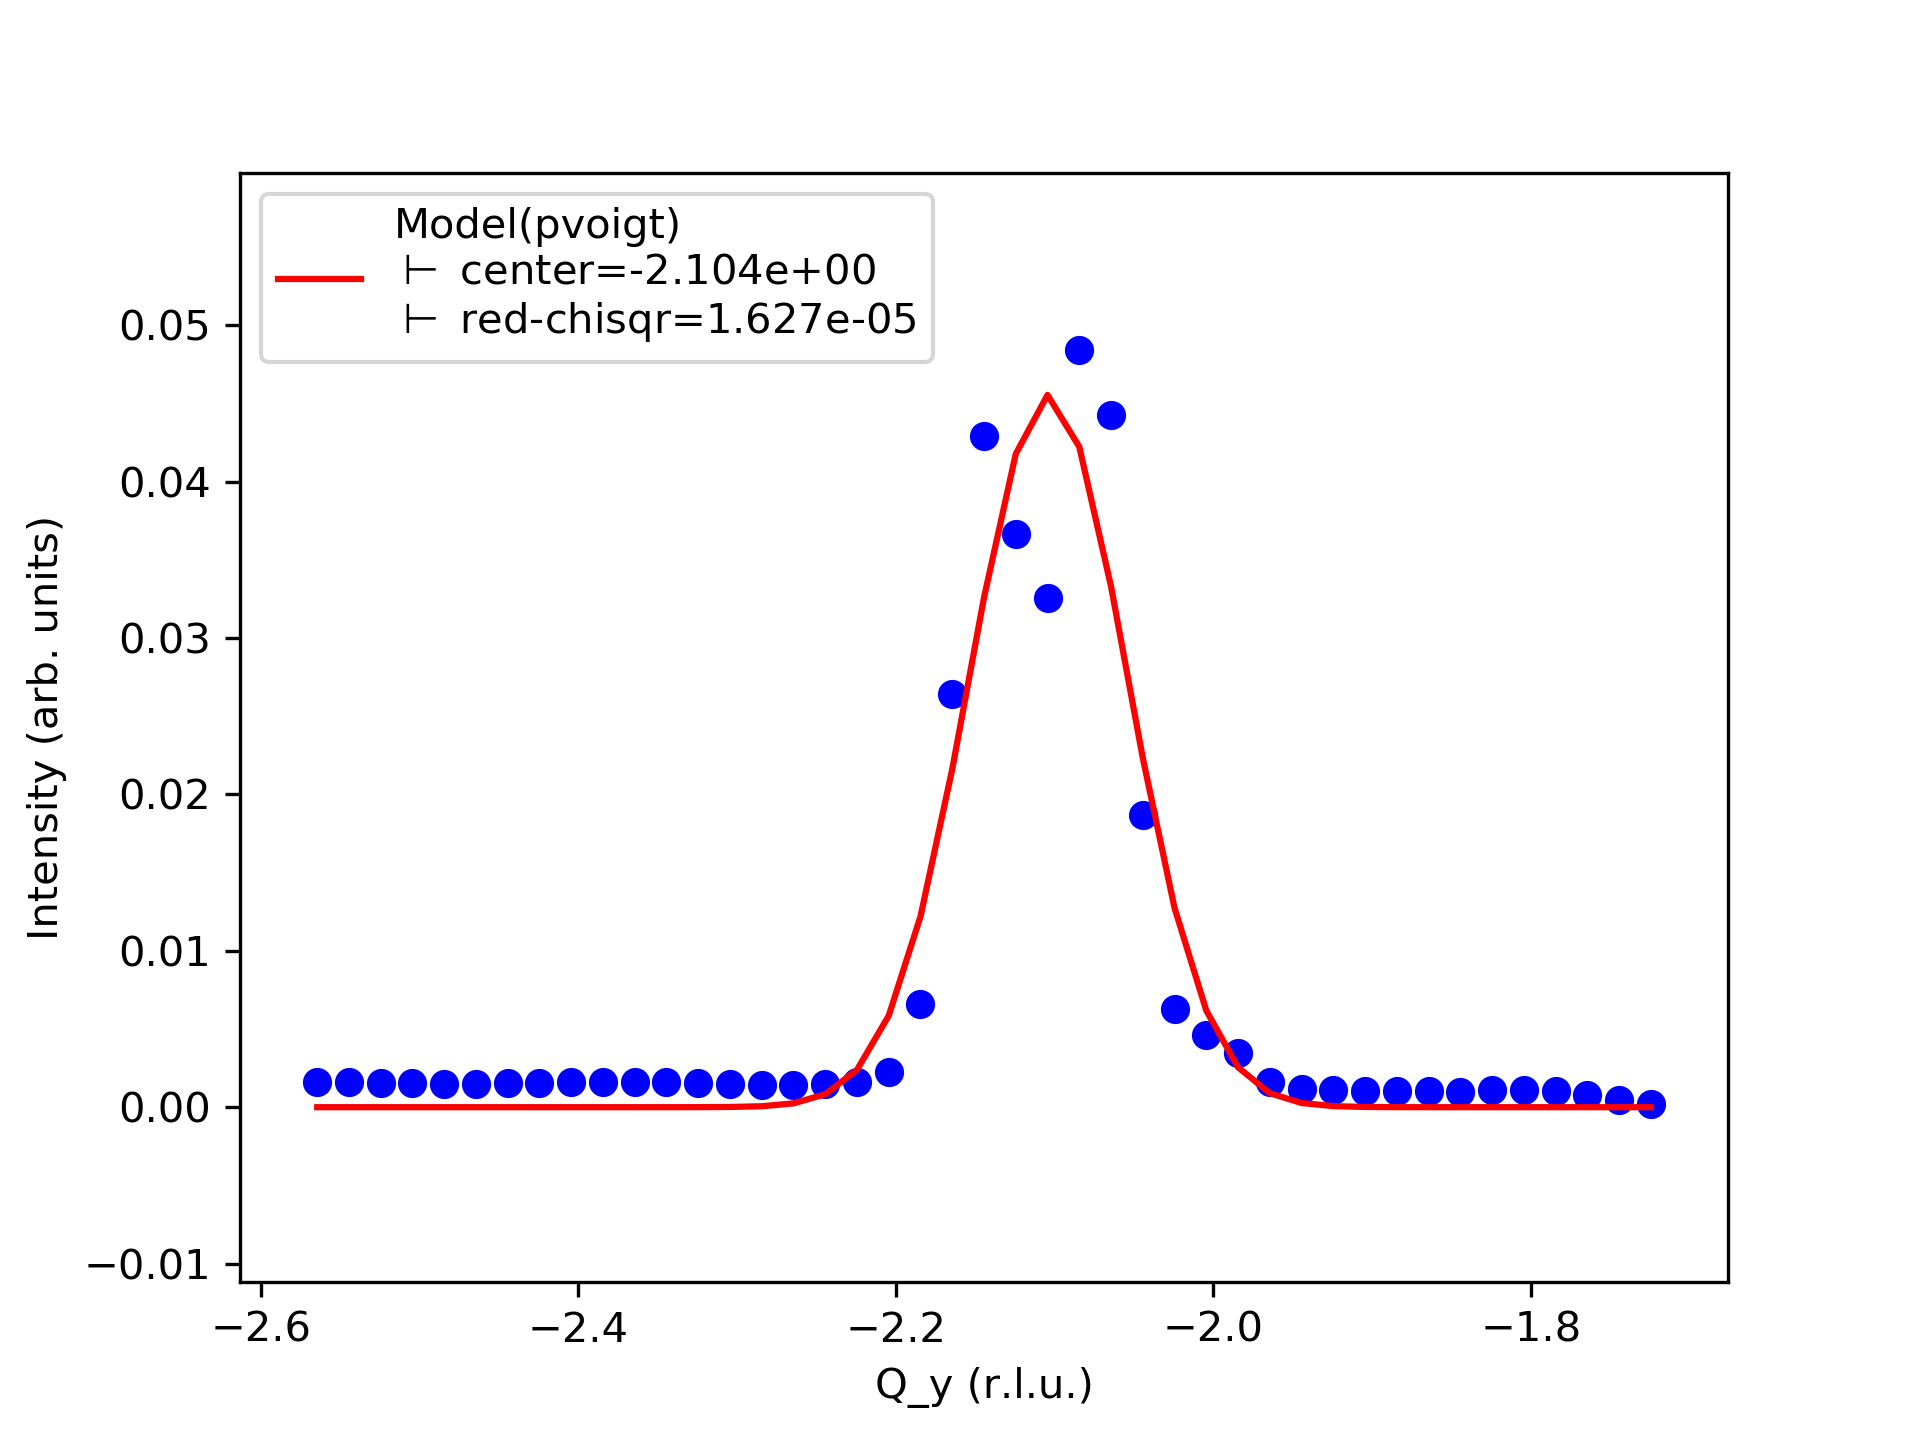 Model(pvoigt)
⊢ center=-2.104e+00
⊢ red-chisqr=1.627e-05
0.05
0.04
0.03
0.02
0.01
0.00
−0.01
Intensity (arb. units)
−2.6
−2.4
−2.2
−2.0
−1.8
Q_y (r.l.u.)